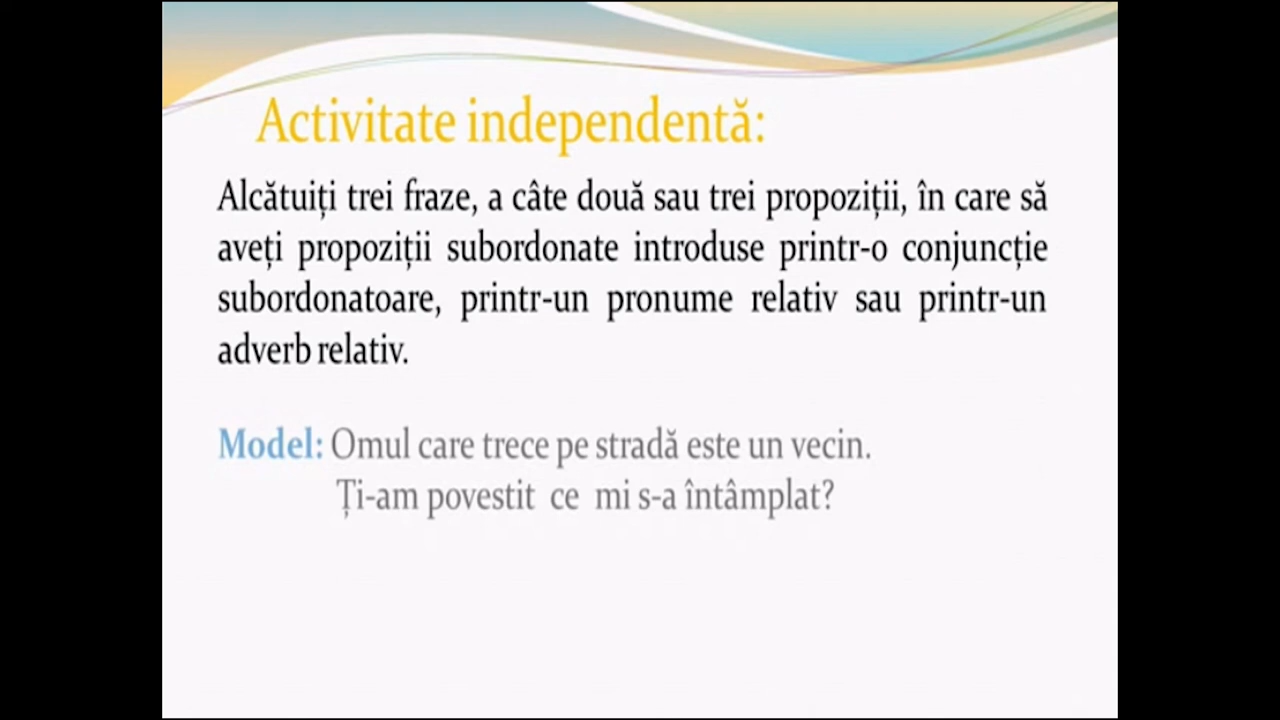 Activitate independentă:
Alcătuiți trei fraze, a câte două sau trei propoziții, în care să
aveți propoziții subordonate introduse printr-o conjuncție
subordonatoare, printr-un pronume relativ sau printr-un
adverb relativ.
Model: Omul care trece pe stradă este un vecin.
Ți-am povestit ce mi s-a întâmplat?